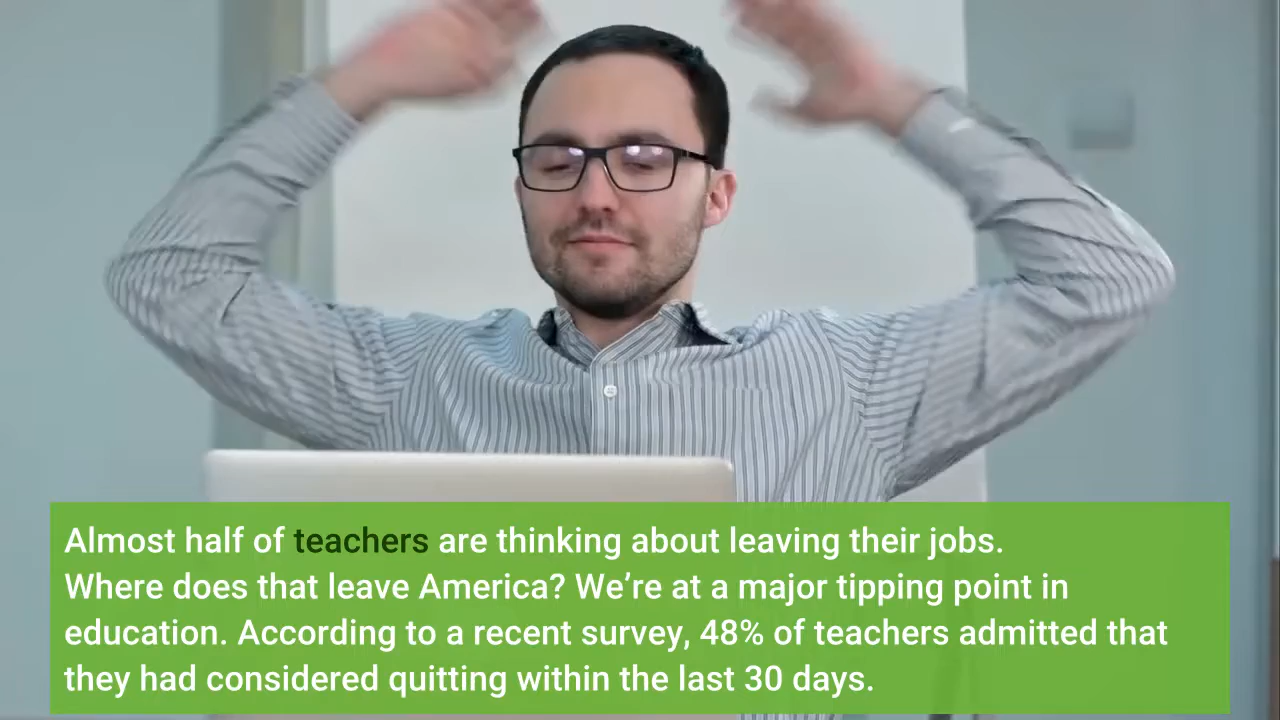 Almost half of teachers are thinking about leaving their jobs.
Where does that leave America? We’re at a major tipping point in
education. According to a recent survey, 48% of teachers admitted that
they had considered quitting within the last 30 days.